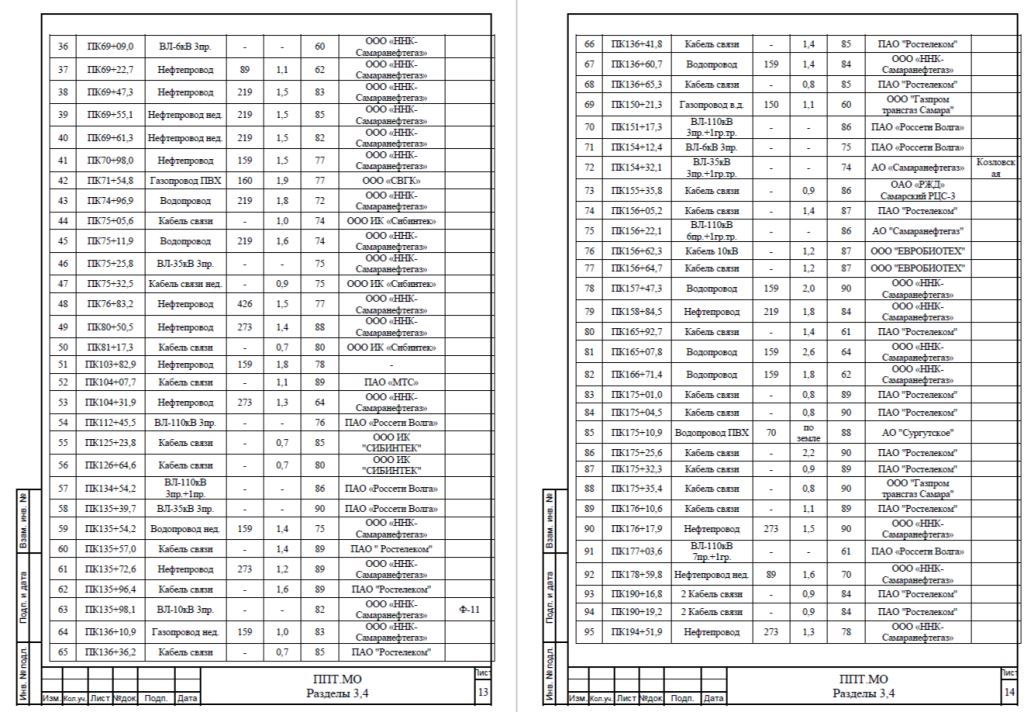 36 ПК69+09,0 ВЛ-6кВ 3пр. - - 60 ООО «ННК-Самаранефтегаз»
37 ПК69+22,7 Нефтепровод 89 1,1 62 ООО «ННК-Самаранефтегаз»
38 ПК69+47,3 Нефтепровод 219 1,5 83 ООО «ННК-Самаранефтегаз»
39 ПК69+55,1 Нефтепровод нед. 219 1,5 85 ООО «ННК-Самаранефтегаз»
40 ПК69+61,3 Нефтепровод нед. 219 1,5 82 ООО «ННК-Самаранефтегаз»
41 ПК70+98,0 Нефтепровод 159 1,5 77 ООО «ННК-Самаранефтегаз»
42 ПК71+54,8 Газопровод ПВХ 160 1,9 77 ООО «СВГК»
43 ПК74+96,9 Водопровод 219 1,8 72 ООО «ННК-Самаранефтегаз»
44 ПК75+05,6 Кабель связи - 1,0 74 ООО ИК «Сибинтек»
45 ПК75+11,9 Водопровод 219 1,6 74 ООО «ННК-Самаранефтегаз»
46 ПК75+25,8 ВЛ-35кВ 3пр. - - 75 ООО «ННК-Самаранефтегаз»
47 ПК75+32,5 Кабель связи нед. - 0,9 75 ООО ИК «Сибинтек»
48 ПК76+83,2 Нефтепровод 426 1,5 77 ООО «ННК-Самаранефтегаз»
49 ПК80+50,5 Нефтепровод 273 1,4 88 ООО «ННК-Самаранефтегаз»
50 ПК81+17,3 Кабель связи - 0,7 80 ООО ИК «Сибинтек»
51 ПК103+82,9 Нефтепровод 159 1,8 78 -
52 ПК104+07,7 Кабель связи - 1,1 89 ПАО «МТС»
53 ПК104+31,9 Нефтепровод 273 1,3 64 ООО «ННК-Самаранефтегаз»
54 ПК112+45,5 ВЛ-110кВ 3пр. - - 76 ПАО «Россети Волга»
55 ПК125+23,8 Кабель связи - 0,7 85 ООО ИК "СИБИНТЕК"
56 ПК126+64,6 Кабель связи - 0,7 80 ООО ИК "СИБИНТЕК"
57 ПК134+54,2 ВЛ-110кВ 3пр.+1пр. - - 86 ПАО «Россети Волга»
58 ПК135+39,7 ВЛ-35кВ 3пр. - - 90 ПАО «Россети Волга»
59 ПК135+54,2 Водопровод нед. 159 1,4 75 ООО «ННК-Самаранефтегаз»
60 ПК135+57,0 Кабель связи - 1,4 89 ПАО " Ростелеком"
61 ПК135+72,6 Нефтепровод 273 1,2 89 ООО «ННК-Самаранефтегаз»
62 ПК135+96,4 Кабель связи - 1,6 89 ПАО "Ростелеком"
63 ПК135+98,1 ВЛ-10кВ 3пр. - - 82 ООО «ННК-Самаранефтегаз» Ф-11
64 ПК136+10,9 Газопровод нед. 159 1,0 83 ООО «ННК-Самаранефтегаз»
65 ПК136+36,2 Кабель связи - 0,7 85 ПАО "Ростелеком"
Взам. инв. №
Подп. и дата
Инв. № подл.
Изм. Кол.уч. Лист №док. Подп. Дата
ППТ.МО
Разделы 3,4
Лист
13
66 ПК136+41,8 Кабель связи - 1,4 85 ПАО "Ростелеком"
67 ПК136+60,7 Водопровод 159 1,4 84 ООО «ННК-Самаранефтегаз»
68 ПК136+65,3 Кабель связи - 0,8 85 ПАО "Ростелеком"
69 ПК150+21,3 Газопровод в.д. 150 1,1 60 ООО "Газпром трансгаз Самара"
70 ПК151+17,3 ВЛ-110кВ 3пр.+1гр.тр. - - 86 ПАО «Россети Волга»
71 ПК154+12,4 ВЛ-6кВ 3пр. - - 75 ПАО «Россети Волга»
72 ПК154+32,1 ВЛ-35кВ 3пр.+1гр.тр. - - 74 АО «Самаранефтегаз» Козловская
73 ПК155+35,8 Кабель связи - 0,9 86 ОАО «РЖД» Самарский РЦС-3
74 ПК156+05,2 Кабель связи - 1,4 87 ПАО "Ростелеком"
75 ПК156+22,1 ВЛ-110кВ 6пр.+1гр.тр. - - 86 АО "Самаранефтегаз"
76 ПК156+62,3 Кабель 10кВ - 1,2 87 ООО "ЕВРОБИОТЕХ"
77 ПК156+64,7 Кабель связи - 1,2 87 ООО "ЕВРОБИОТЕХ"
78 ПК157+47,3 Водопровод 159 2,0 90 ООО «ННК-Самаранефтегаз»
79 ПК158+84,5 Нефтепровод 219 1,8 84 ООО «ННК-Самаранефтегаз»
80 ПК165+92,7 Кабель связи - 1,4 61 ПАО "Ростелеком"
81 ПК165+07,8 Водопровод 159 2,6 64 ООО «ННК-Самаранефтегаз»
82 ПК166+71,4 Водопровод 159 1,8 62 ООО «ННК-Самаранефтегаз»
83 ПК175+01,0 Кабель связи - 0,8 89 ПАО "Ростелеком"
84 ПК175+04,5 Кабель связи - 0,8 90 ПАО "Ростелеком"
85 ПК175+10,9 Водопровод ПВХ 70 по земле 88 АО "Сургутское"
86 ПК175+25,6 Кабель связи - 2,2 90 ПАО "Ростелеком"
87 ПК175+32,3 Кабель связи - 0,9 89 ПАО "Ростелеком"
88 ПК175+35,4 Кабель связи - 0,8 90 ООО "Газпром трансгаз Самара"
89 ПК176+10,6 Кабель связи - 1,1 89 ПАО "Ростелеком"
90 ПК176+17,9 Нефтепровод 273 1,5 90 ООО «ННК-Самаранефтегаз»
91 ПК177+03,6 ВЛ-110кВ 7пр.+1гр. - - 61 ПАО «Россети Волга»
92 ПК178+59,8 Нефтепровод нед. 89 1,6 70 ООО «ННК-Самаранефтегаз»
93 ПК190+16,8 2 Кабель связи - 0,9 84 ПАО "Ростелеком"
94 ПК190+19,2 2 Кабель связи - 0,9 84 ПАО "Ростелеком"
95 ПК194+51,9 Нефтепровод 273 1,3 78 ООО «ННК-Самаранефтегаз»
Взам. инв. №
Подп. и дата
Инв. № подл.
Изм. Кол.уч. Лист №док. Подп. Дата
ППТ.МО
Разделы 3,4
Лист
14